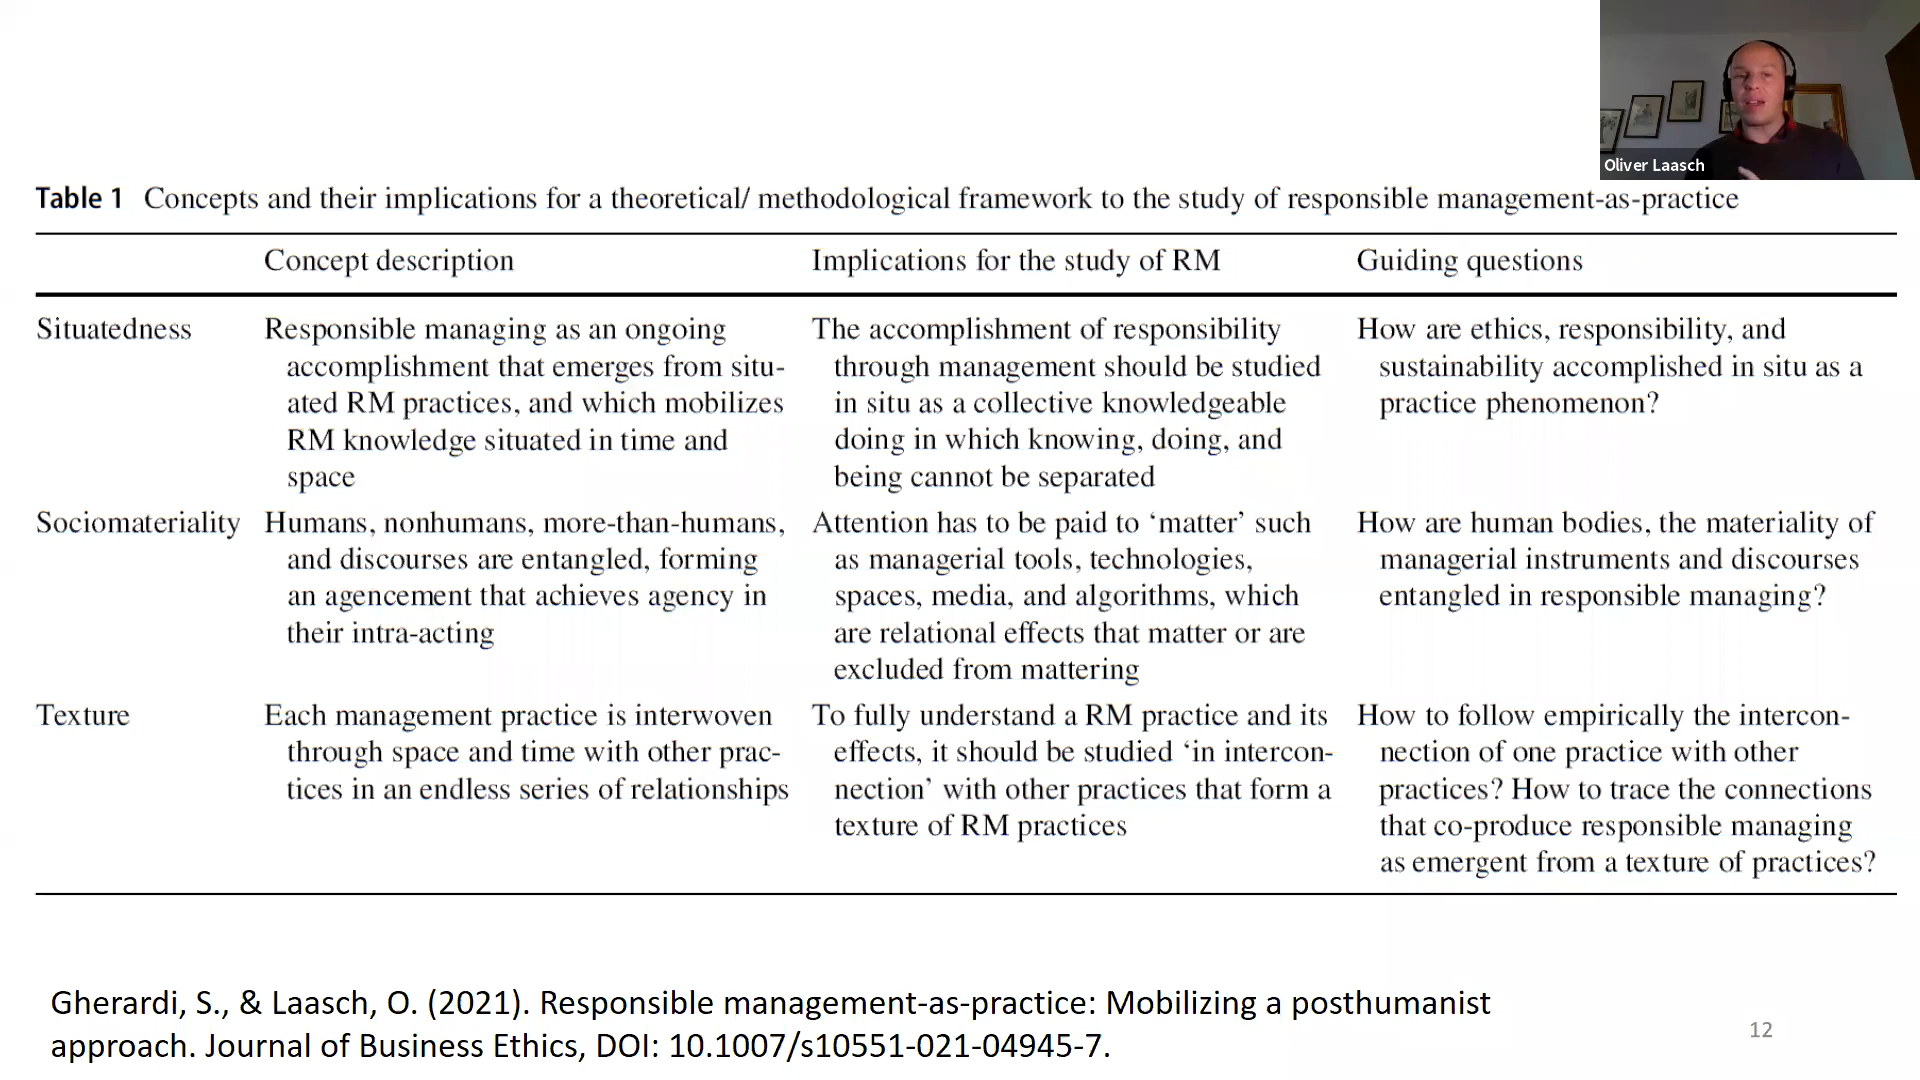 Oliver Laasch
Table 1 Concepts and their implications for a theoretical/ methodological framework to the study of responsible management-as-practice
Concept description
Implications for the study of RM
Guiding questions
Situatedness
Responsible managing as an ongoing
accomplishment that emerges from situ-
ated RM practices, and which mobilizes
RM knowledge situated in time and
space
The accomplishment of responsibility
through management should be studied
in situ as a collective knowledgeable
doing in which knowing, doing, and
being cannot be separated
How are ethics, responsibility, and
sustainability accomplished in situ as a
practice phenomenon?
Sociomateriality
Humans, nonhumans, more-than-humans,
and discourses are entangled, forming
an agencement that achieves agency in
their intra-acting
Attention has to be paid to ‘matter’ such
as managerial tools, technologies,
spaces, media, and algorithms, which
are relational effects that matter or are
excluded from mattering
How are human bodies, the materiality of
managerial instruments and discourses
entangled in responsible managing?
Texture
Each management practice is interwoven
through space and time with other prac-
tices in an endless series of relationships
To fully understand a RM practice and its
effects, it should be studied ‘in intercon-
nection’ with other practices that form a
texture of RM practices
How to follow empirically the intercon-
nection of one practice with other
practices? How to trace the connections
that co-produce responsible managing
as emergent from a texture of practices?
Gherardi, S., & Laasch, O. (2021). Responsible management-as-practice: Mobilizing a posthumanist
approach. Journal of Business Ethics, DOI: 10.1007/s10551-021-04945-7.
12